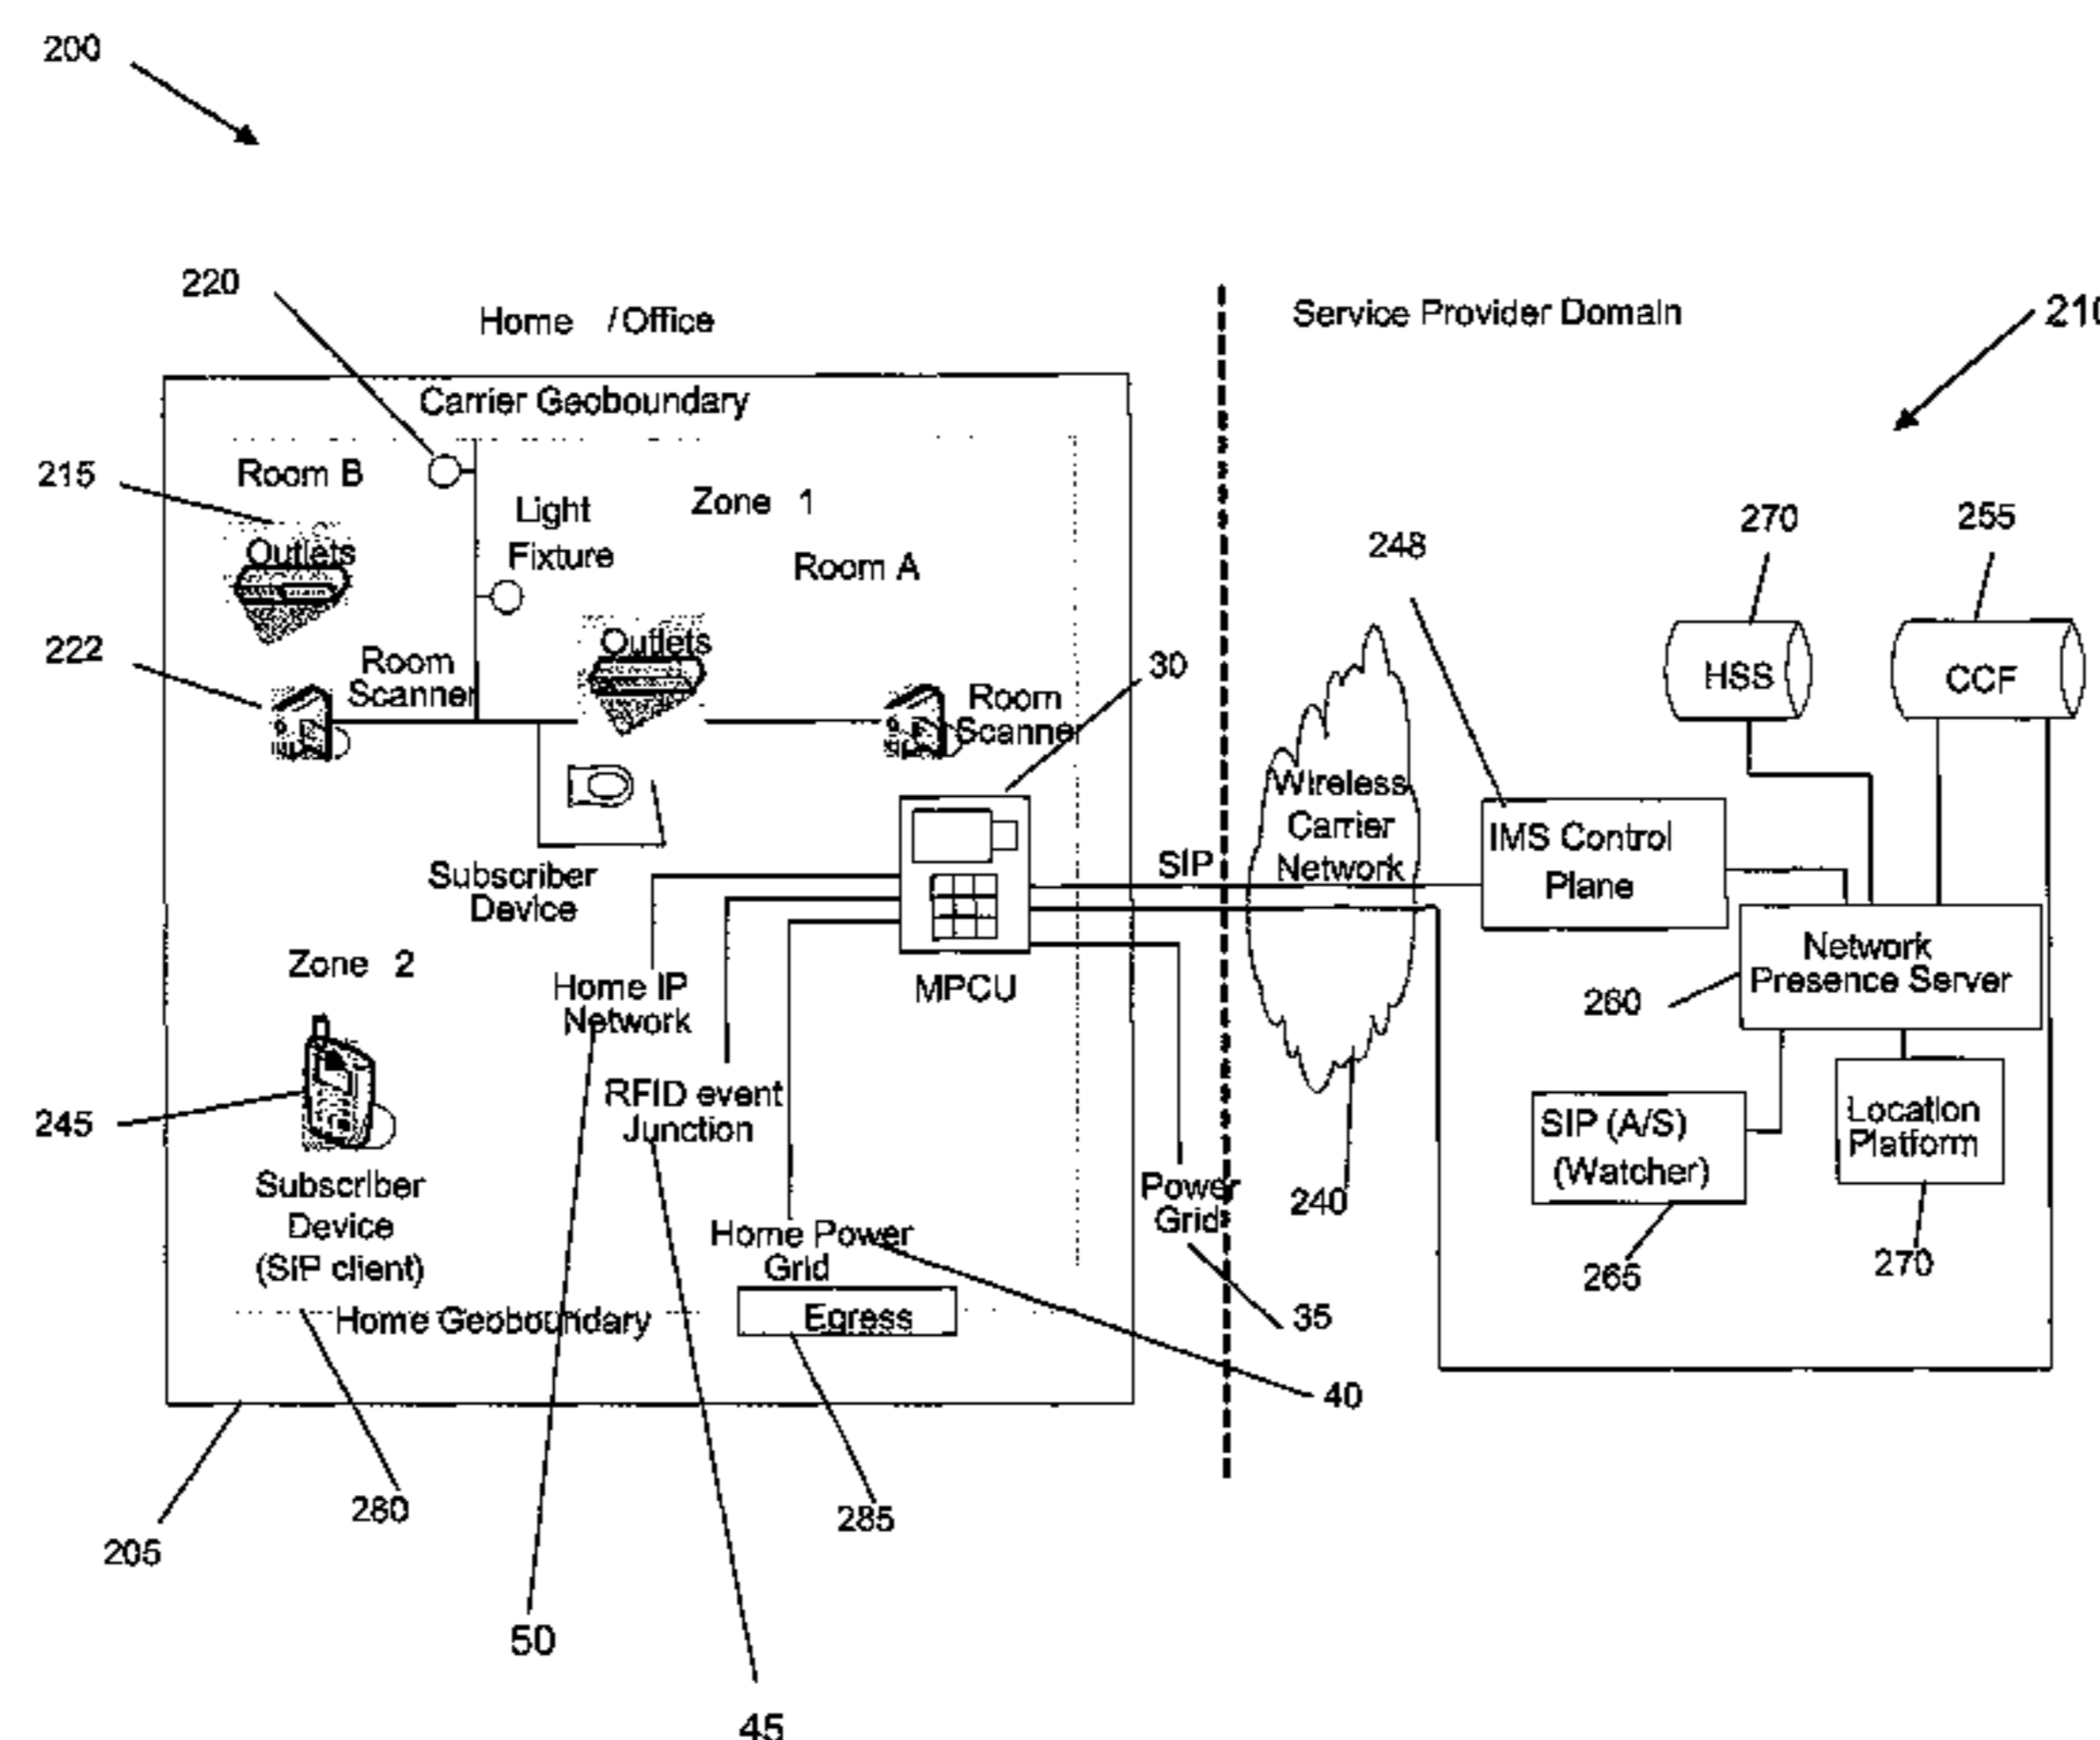 200
220
Home /Office
Service Provider Domain
210
Carrier Geoboundary
215
Room B
Zone 1
Light
Fixture
Outlets
Room A
248
270
255
222
Room
Scanner
Outlets
30
Room
Scanner
HSS
CCF
Wireless
Carrier
Network
IMS Control
Plane
SIP
Subscriber
Device
Zone 2
Home IP
Network
MPCU
Network
Presence Server
260
245
RFID event
Junction
SIP (A/S)
(Watcher)
Location
Platform
Subscriber
Device
(SIP client)
Home Power
Grid
Power
Grid
240
265
270
Home Geoboundary
Egress
35
40
280
285
205
50
45